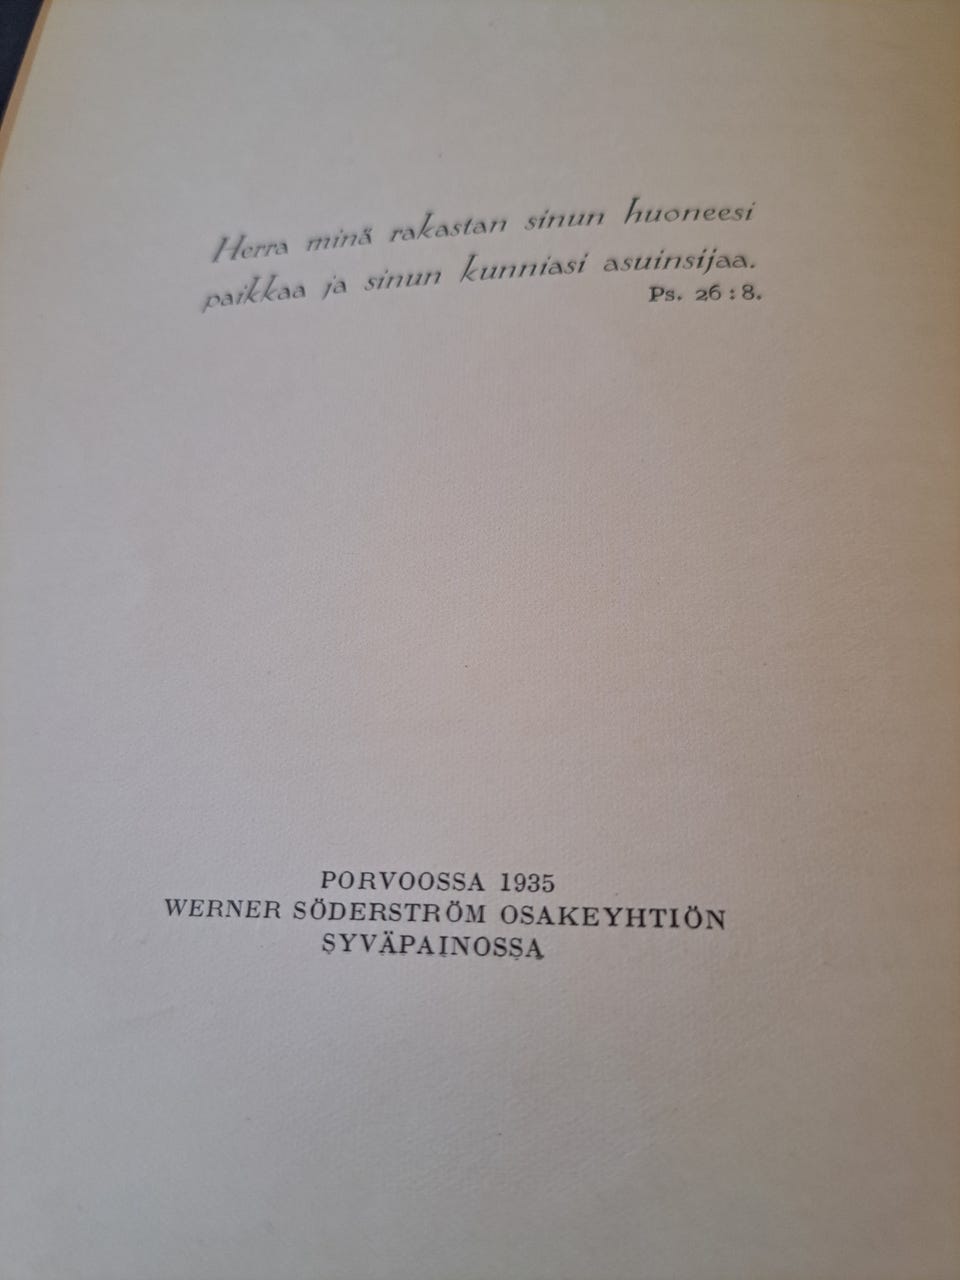 Herra minä rakastan sinun huoneesi
paikkaa ja sinun kunniasi asuinsijaa.
Ps. 26 : 8.
PORVOOSSA 1935
WERNER SÖDERSTRÖM OSAKEYHTIÖN
SYVÄPAINOSSA